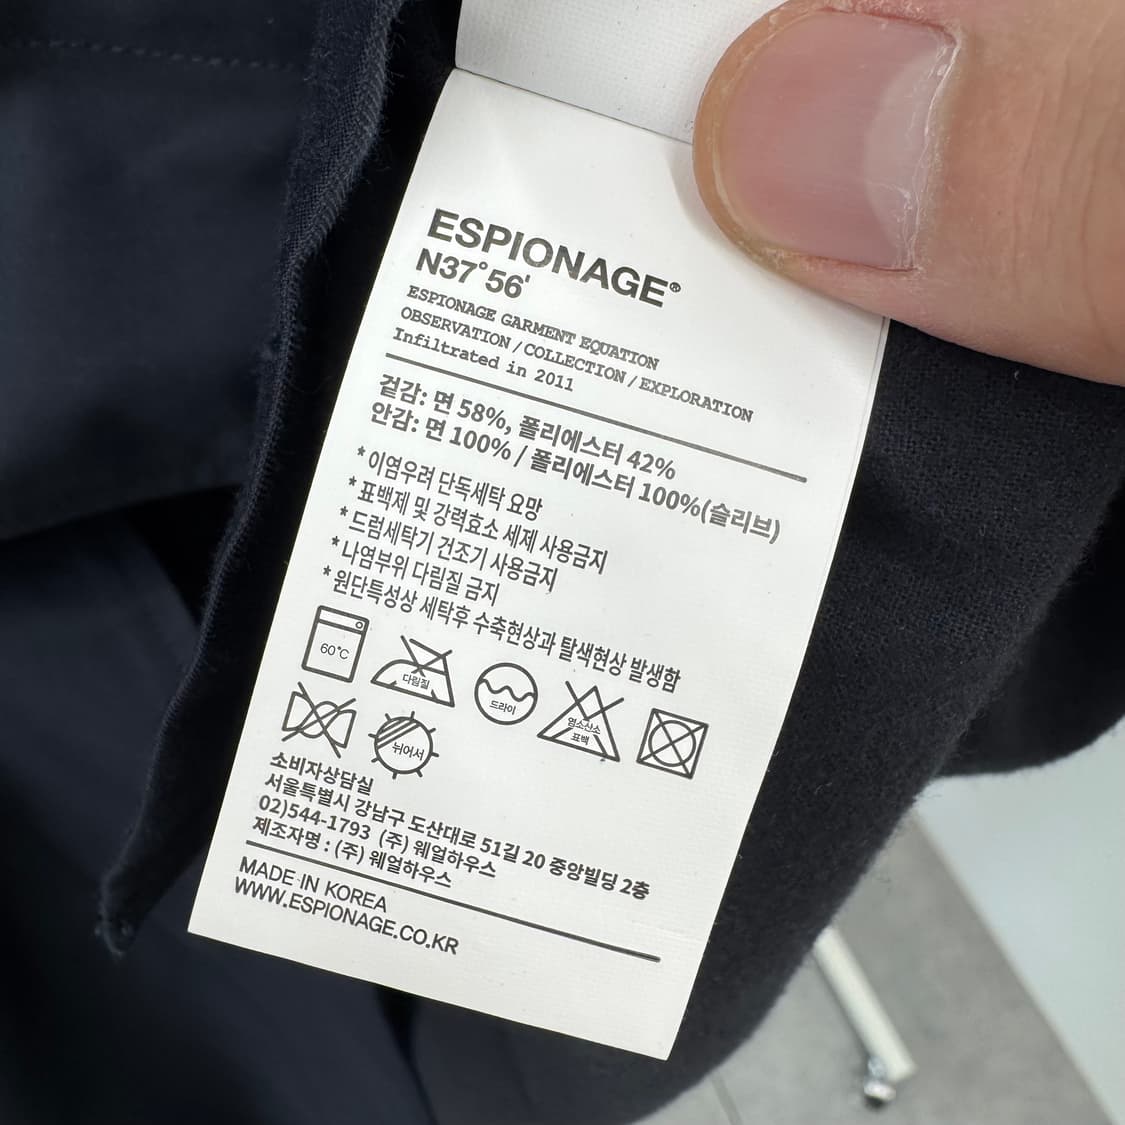 ESPIONAGE®
N37°56'
ESPIONAGE GARMENT EQUATION
OBSERVATION / COLLECTION / EXPLORATION
Infiltrated in 2011
겉감: 면 58%, 폴리에스터 42%
안감: 면 100% / 폴리에스터 100%(슬리브)
* 이염우려 단독세탁 요망
* 표백제 및 강력효소 세제 사용금지
* 드럼세탁기 건조기 사용금지
* 나염부위 다림질 금지
* 원단특성상 세탁후 수축현상과 탈색현상 발생함
60°C
다림질
드라이
염소산소
표백
뉘어서
소비자상담실
서울특별시 강남구 도산대로 51길 20 중앙빌딩 2층
02)544-1793 (주) 웨얼하우스
제조자명 : (주) 웨얼하우스
MADE IN KOREA
WWW.ESPIONAGE.CO.KR